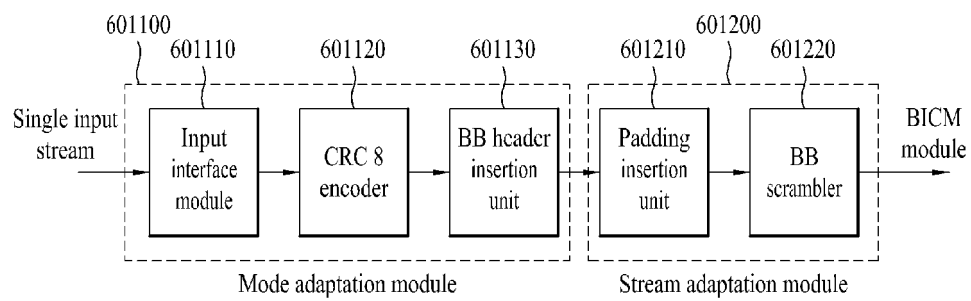 601100
601110
601120
601130
601210
601200
601220
Single input
stream
Input
interface
module
CRC 8
encoder
BB header
insertion
unit
Padding
insertion
unit
BB
scrambler
BICM
module
Mode adaptation module
Stream adaptation module